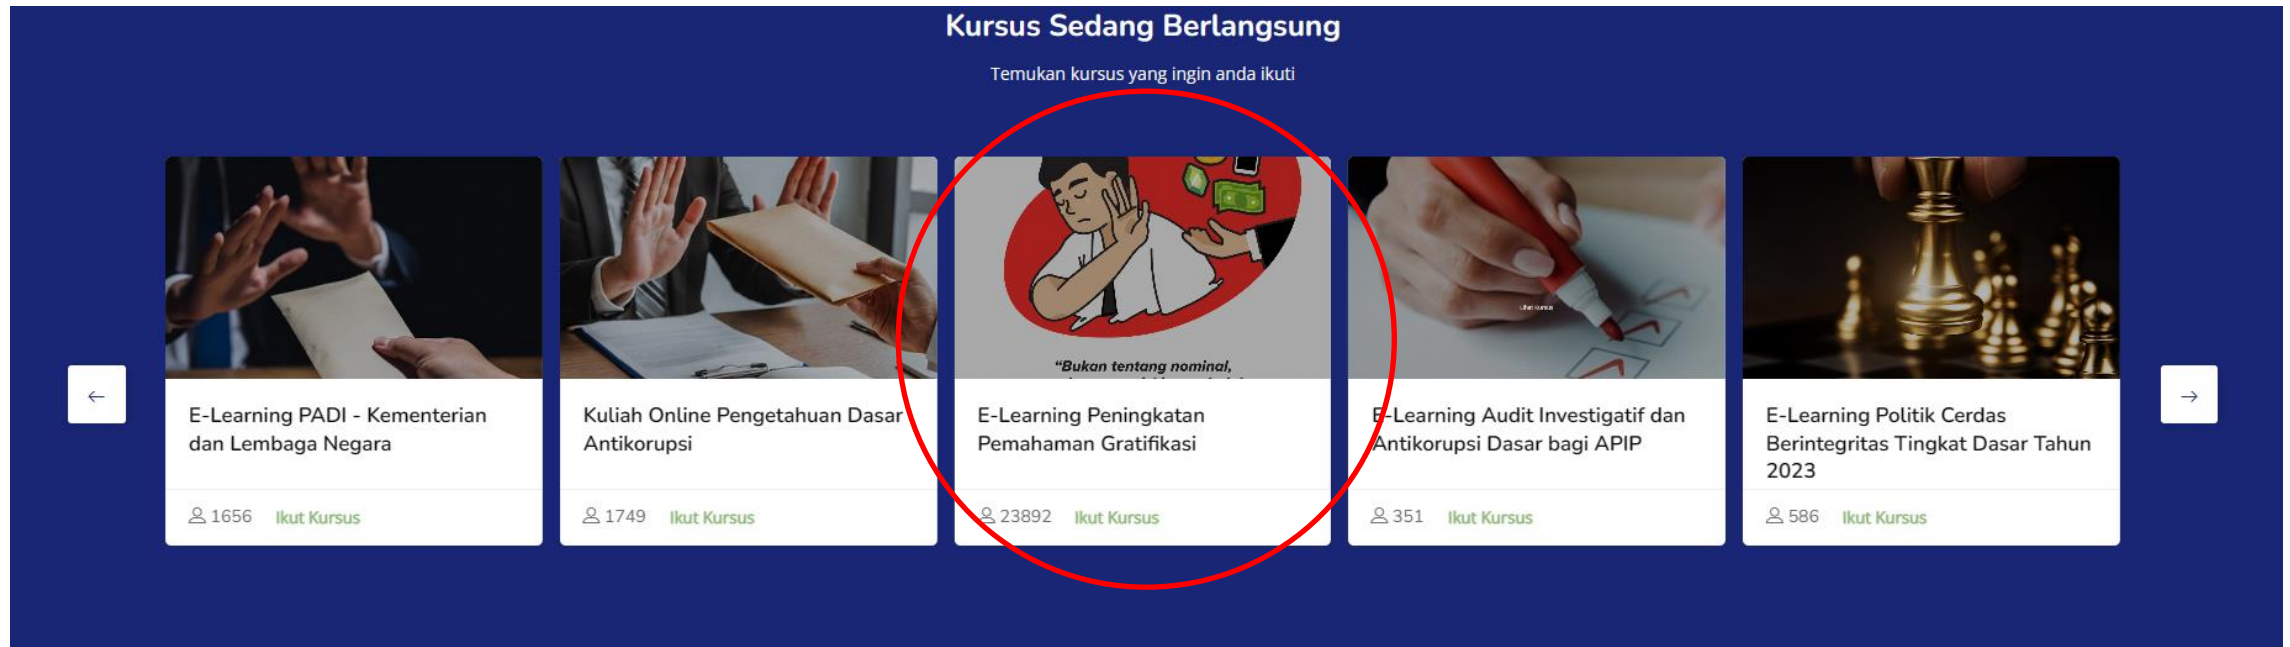 Kursus Sedang Berlangsung
Temukan kursus yang ingin anda ikuti
E-Learning PADI - Kementerian
dan Lembaga Negara
1656 Ikut Kursus
Kuliah Online Pengetahuan Dasar
Antikorupsi
1749 Ikut Kursus
"Bukan tentang nominal,
E-Learning Peningkatan
Pemahaman Gratifikasi
23892 Ikut Kursus
Lihat Kursus
E-Learning Audit Investigatif dan
Antikorupsi Dasar bagi APIP
351 Ikut Kursus
E-Learning Politik Cerdas
Berintegritas Tingkat Dasar Tahun
2023
586 Ikut Kursus